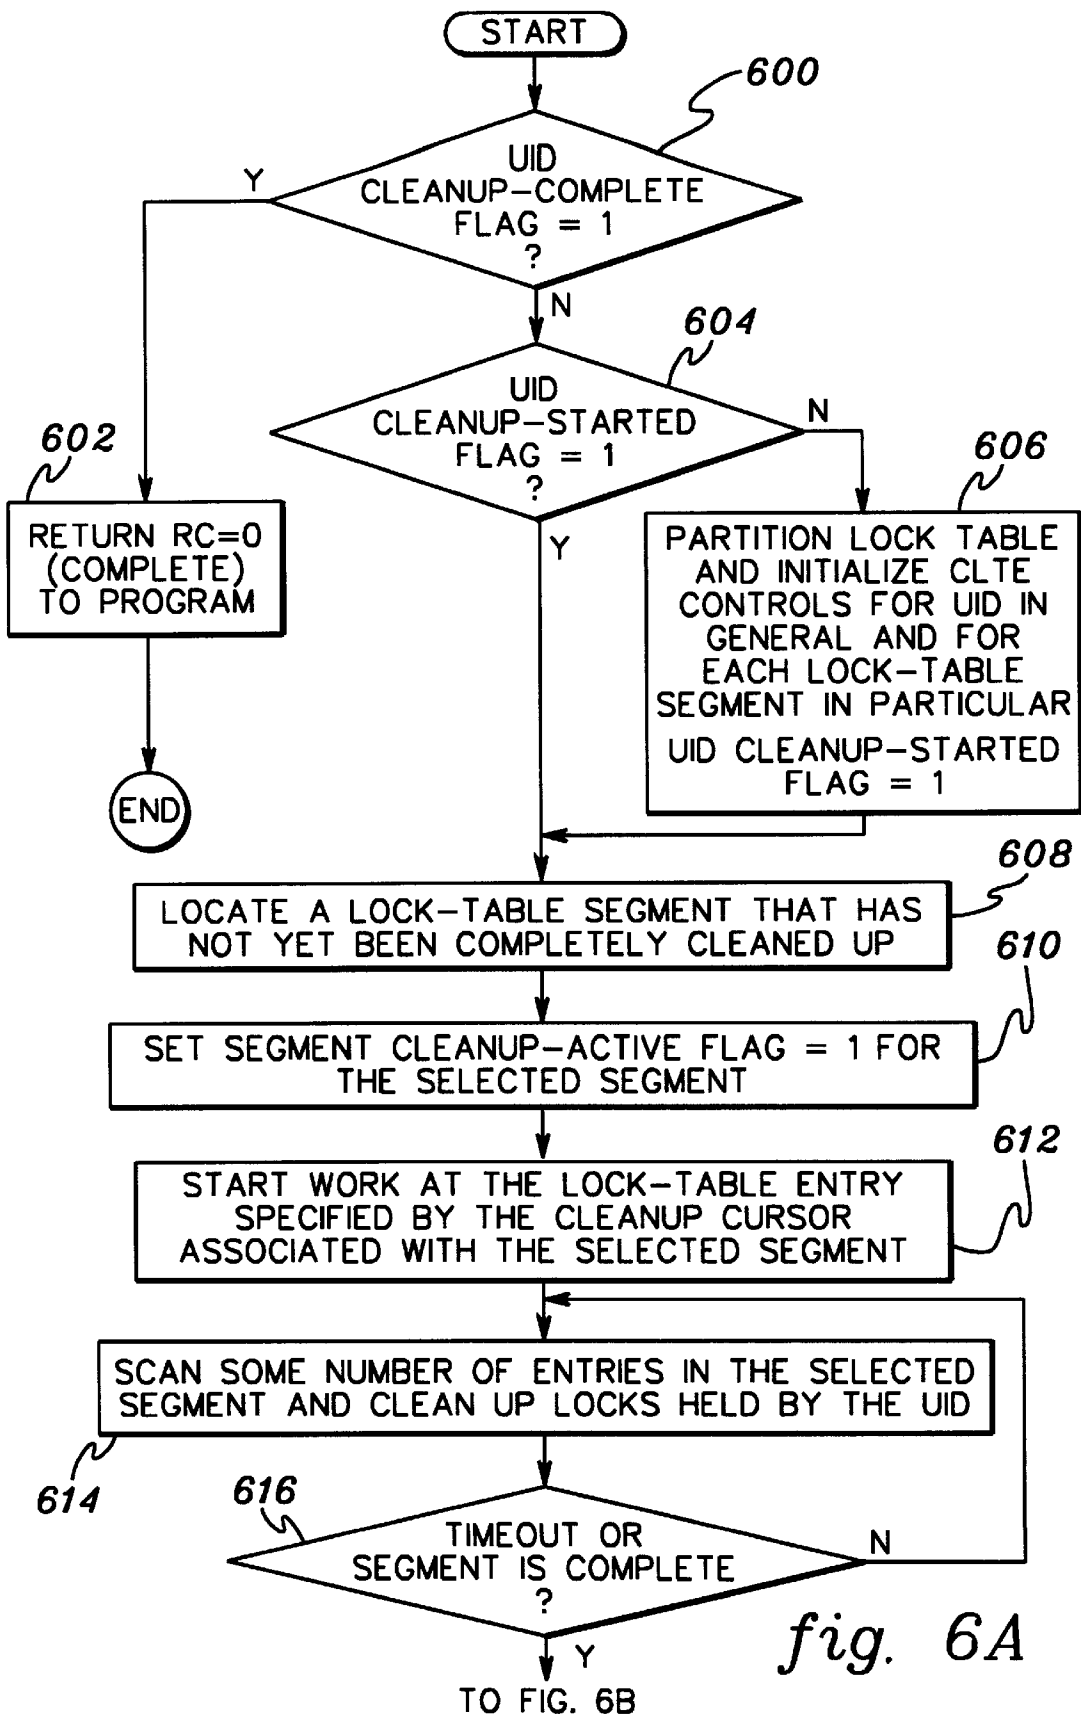 START
600
UID
CLEANUP-COMPLETE
FLAG = 1
?
Y
N
604
UID
CLEANUP-STARTED
FLAG = 1
?
N
Y
602
RETURN RC=0
(COMPLETE)
TO PROGRAM
END
606
PARTITION LOCK TABLE
AND INITIALIZE CLTE
CONTROLS FOR UID IN
GENERAL AND FOR
EACH LOCK-TABLE
SEGMENT IN PARTICULAR
UID CLEANUP-STARTED
FLAG = 1
608
LOCATE A LOCK-TABLE SEGMENT THAT HAS
NOT YET BEEN COMPLETELY CLEANED UP
610
SET SEGMENT CLEANUP-ACTIVE FLAG = 1 FOR
THE SELECTED SEGMENT
612
START WORK AT THE LOCK-TABLE ENTRY
SPECIFIED BY THE CLEANUP CURSOR
ASSOCIATED WITH THE SELECTED SEGMENT
SCAN SOME NUMBER OF ENTRIES IN THE SELECTED
SEGMENT AND CLEAN UP LOCKS HELD BY THE UID
614
616
TIMEOUT OR
SEGMENT IS COMPLETE
?
N
Y
TO FIG. 6B
fig. 6A